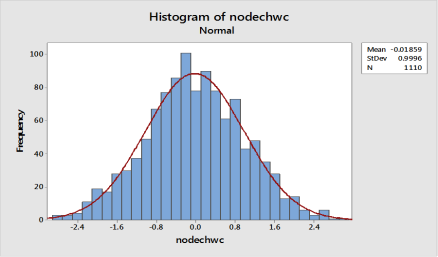 Histogram of nodechwc
Normal
Mean -0.01859
StDev 0.9996
N 1110
Frequency
100
80
60
40
20
0
-2.4 -1.6 -0.8 0.0 0.8 1.6 2.4
nodechwc